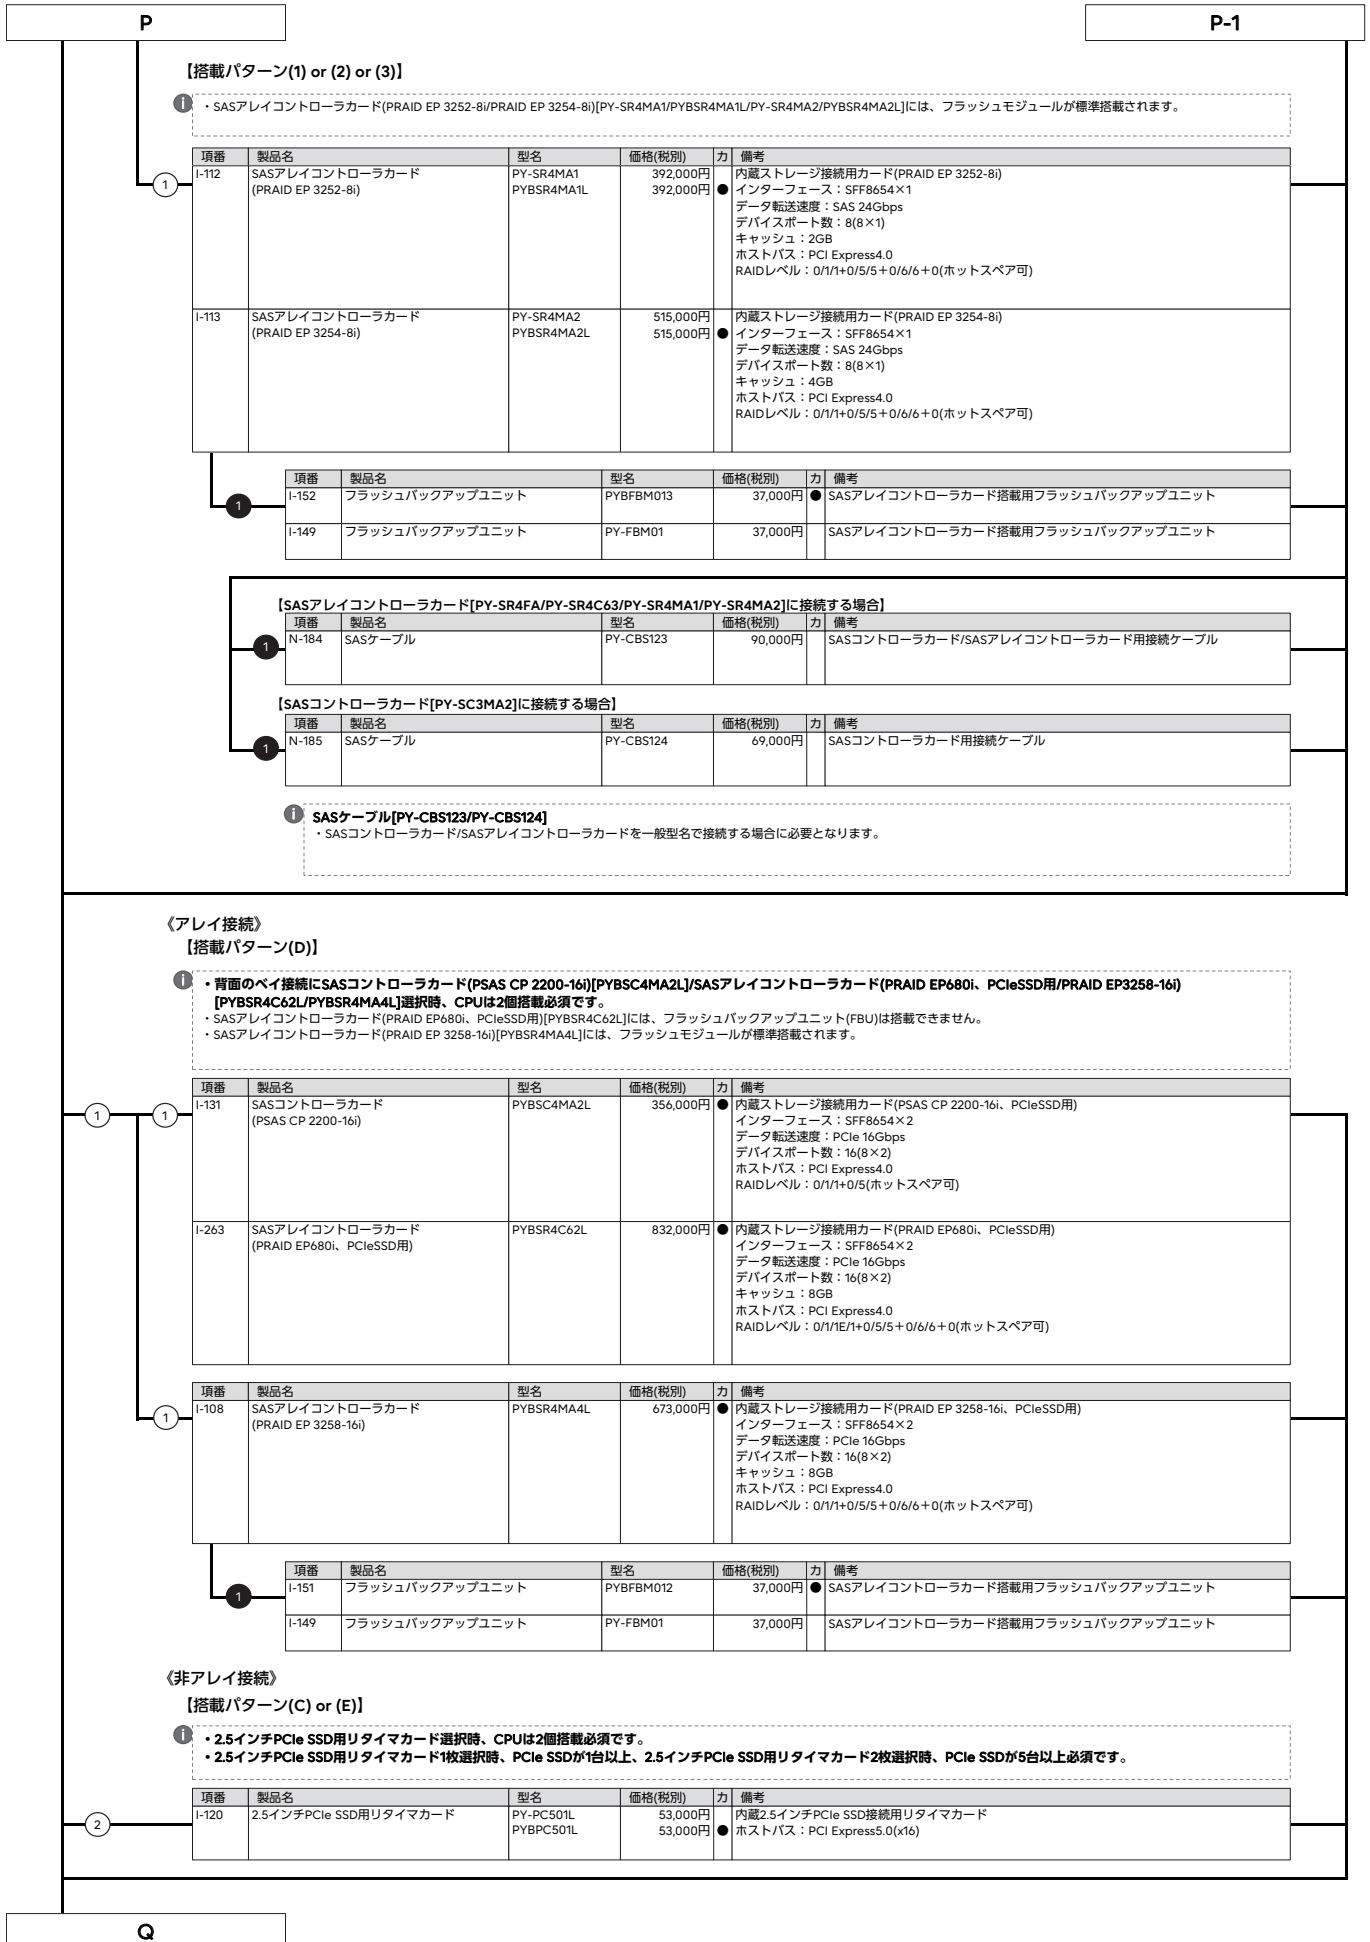 P
P-1
【搭載パターン(1) or (2) or (3)】
・SASアレイコントローラカード(PRAID EP 3252-8i/PRAID EP 3254-8i)[PY-SR4MA1/PYBSR4MA1L/PY-SR4MA2/PYBSR4MA2L]には、フラッシュモジュールが標準搭載されます。
項番 製品名 型名 価格(税別) カ 備考
1 I-112 SASアレイコントローラカード PY-SR4MA1 392,000円 内蔵ストレージ接続用カード(PRAID EP 3252-8i)
(PRAID EP 3252-8i) PYBSR4MA1L 392,000円 ● インターフェース：SFF8654×1
データ転送速度：SAS 24Gbps
デバイスポート数：8(8×1)
キャッシュ：2GB
ホストバス：PCI Express4.0
RAIDレベル：0/1/1+0/5/5+0/6/6+0(ホットスペア可)
I-113 SASアレイコントローラカード PY-SR4MA2 515,000円 内蔵ストレージ接続用カード(PRAID EP 3254-8i)
(PRAID EP 3254-8i) PYBSR4MA2L 515,000円 ● インターフェース：SFF8654×1
データ転送速度：SAS 24Gbps
デバイスポート数：8(8×1)
キャッシュ：4GB
ホストバス：PCI Express4.0
RAIDレベル：0/1/1+0/5/5+0/6/6+0(ホットスペア可)
項番 製品名 型名 価格(税別) カ 備考
1 I-152 フラッシュバックアップユニット PYBFBM013 37,000円 ● SASアレイコントローラカード搭載用フラッシュバックアップユニット
I-149 フラッシュバックアップユニット PY-FBM01 37,000円 SASアレイコントローラカード搭載用フラッシュバックアップユニット
【SASアレイコントローラカード[PY-SR4FA/PY-SR4C63/PY-SR4MA1/PY-SR4MA2]に接続する場合】
項番 製品名 型名 価格(税別) カ 備考
1 N-184 SASケーブル PY-CBS123 90,000円 SASコントローラカード/SASアレイコントローラカード用接続ケーブル
【SASコントローラカード[PY-SC3MA2]に接続する場合】
項番 製品名 型名 価格(税別) カ 備考
1 N-185 SASケーブル PY-CBS124 69,000円 SASコントローラカード用接続ケーブル
SASケーブル[PY-CBS123/PY-CBS124]
・SASコントローラカード/SASアレイコントローラカードを一般型名で接続する場合に必要となります。
《アレイ接続》
【搭載パターン(D)】
・背面のベイ接続にSASコントローラカード(PSAS CP 2200-16i)[PYBSC4MA2L]/SASアレイコントローラカード(PRAID EP680i、PCIeSSD用/PRAID EP3258-16i)
[PYBSR4C62L/PYBSR4MA4L]選択時、CPUは2個搭載必須です。
・SASアレイコントローラカード(PRAID EP680i、PCIeSSD用)[PYBSR4C62L]には、フラッシュバックアップユニット(FBU)は搭載できません。
・SASアレイコントローラカード(PRAID EP 3258-16i)[PYBSR4MA4L]には、フラッシュモジュールが標準搭載されます。
項番 製品名 型名 価格(税別) カ 備考
1 1 I-131 SASコントローラカード PYBSC4MA2L 356,000円 ● 内蔵ストレージ接続用カード(PSAS CP 2200-16i、PCIeSSD用)
(PSAS CP 2200-16i) インターフェース：SFF8654×2
データ転送速度：PCIe 16Gbps
デバイスポート数：16(8×2)
ホストバス：PCI Express4.0
RAIDレベル：0/1/1+0/5(ホットスペア可)
I-263 SASアレイコントローラカード PYBSR4C62L 832,000円 ● 内蔵ストレージ接続用カード(PRAID EP680i、PCIeSSD用)
(PRAID EP680i、PCIeSSD用) インターフェース：SFF8654×2
データ転送速度：PCIe 16Gbps
デバイスポート数：16(8×2)
キャッシュ：8GB
ホストバス：PCI Express4.0
RAIDレベル：0/1/1E/1+0/5/5+0/6/6+0(ホットスペア可)
項番 製品名 型名 価格(税別) カ 備考
1 I-108 SASアレイコントローラカード PYBSR4MA4L 673,000円 ● 内蔵ストレージ接続用カード(PRAID EP 3258-16i、PCIeSSD用)
(PRAID EP 3258-16i) インターフェース：SFF8654×2
データ転送速度：PCIe 16Gbps
デバイスポート数：16(8×2)
キャッシュ：8GB
ホストバス：PCI Express4.0
RAIDレベル：0/1/1+0/5/5+0/6/6+0(ホットスペア可)
項番 製品名 型名 価格(税別) カ 備考
1 I-151 フラッシュバックアップユニット PYBFBM012 37,000円 ● SASアレイコントローラカード搭載用フラッシュバックアップユニット
I-149 フラッシュバックアップユニット PY-FBM01 37,000円 SASアレイコントローラカード搭載用フラッシュバックアップユニット
《非アレイ接続》
【搭載パターン(C) or (E)】
・2.5インチPCIe SSD用リタイマカード選択時、CPUは2個搭載必須です。
・2.5インチPCIe SSD用リタイマカード1枚選択時、PCIe SSDが1台以上、2.5インチPCIe SSD用リタイマカード2枚選択時、PCIe SSDが5台以上必須です。
項番 製品名 型名 価格(税別) カ 備考
2 I-120 2.5インチPCIe SSD用リタイマカード PY-PC501L 53,000円 内蔵2.5インチPCIe SSD接続用リタイマカード
PYBPC501L 53,000円 ● ホストバス：PCI Express5.0(x16)
Q